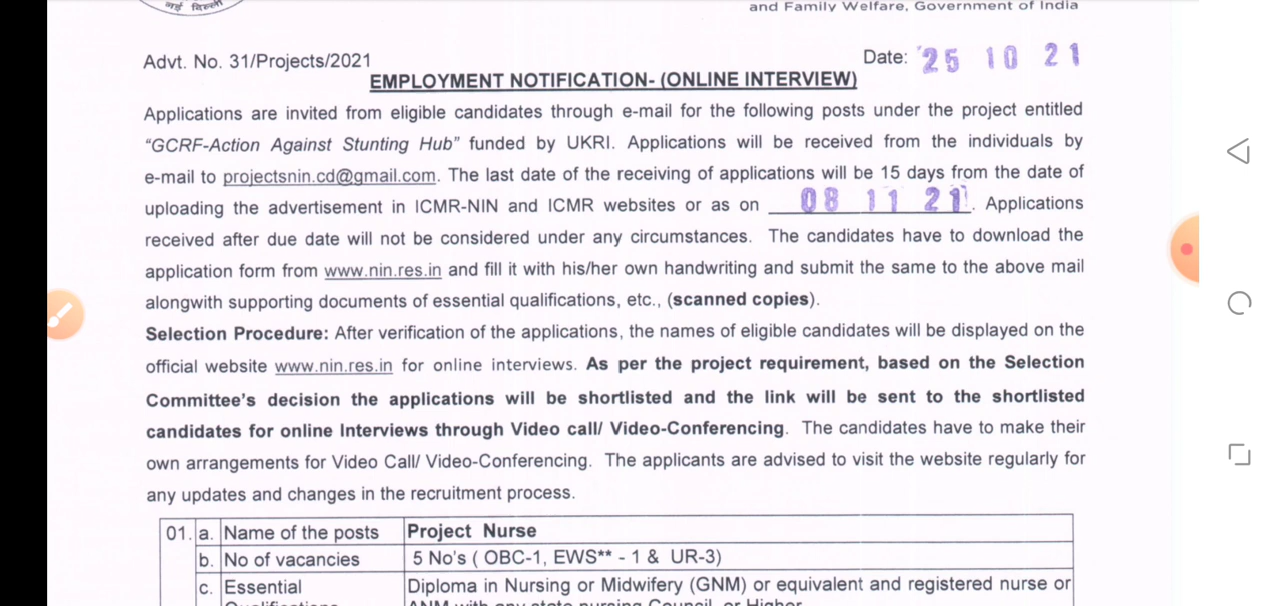 नई दिल्ली
and Family Welfare, Government of India
Advt. No. 31/Projects/2021
Date: 25 10 21
EMPLOYMENT NOTIFICATION- (ONLINE INTERVIEW)
Applications are invited from eligible candidates through e-mail for the following posts under the project entitled
“GCRF-Action Against Stunting Hub” funded by UKRI. Applications will be received from the individuals by
e-mail to projectsnin.cd@gmail.com. The last date of the receiving of applications will be 15 days from the date of
uploading the advertisement in ICMR-NIN and ICMR websites or as on 08 11 21. Applications
received after due date will not be considered under any circumstances. The candidates have to download the
application form from www.nin.res.in and fill it with his/her own handwriting and submit the same to the above mail
alongwith supporting documents of essential qualifications, etc., (scanned copies).
Selection Procedure: After verification of the applications, the names of eligible candidates will be displayed on the
official website www.nin.res.in for online interviews. As per the project requirement, based on the Selection
Committee’s decision the applications will be shortlisted and the link will be sent to the shortlisted
candidates for online Interviews through Video call/ Video-Conferencing. The candidates have to make their
own arrangements for Video Call/ Video-Conferencing. The applicants are advised to visit the website regularly for
any updates and changes in the recruitment process.
01. a. Name of the posts Project Nurse
b. No of vacancies 5 No's ( OBC-1, EWS** - 1 & UR-3)
c. Essential Diploma in Nursing or Midwifery (GNM) or equivalent and registered nurse or
Qualifications ANM with any state nursing Council, or Higher